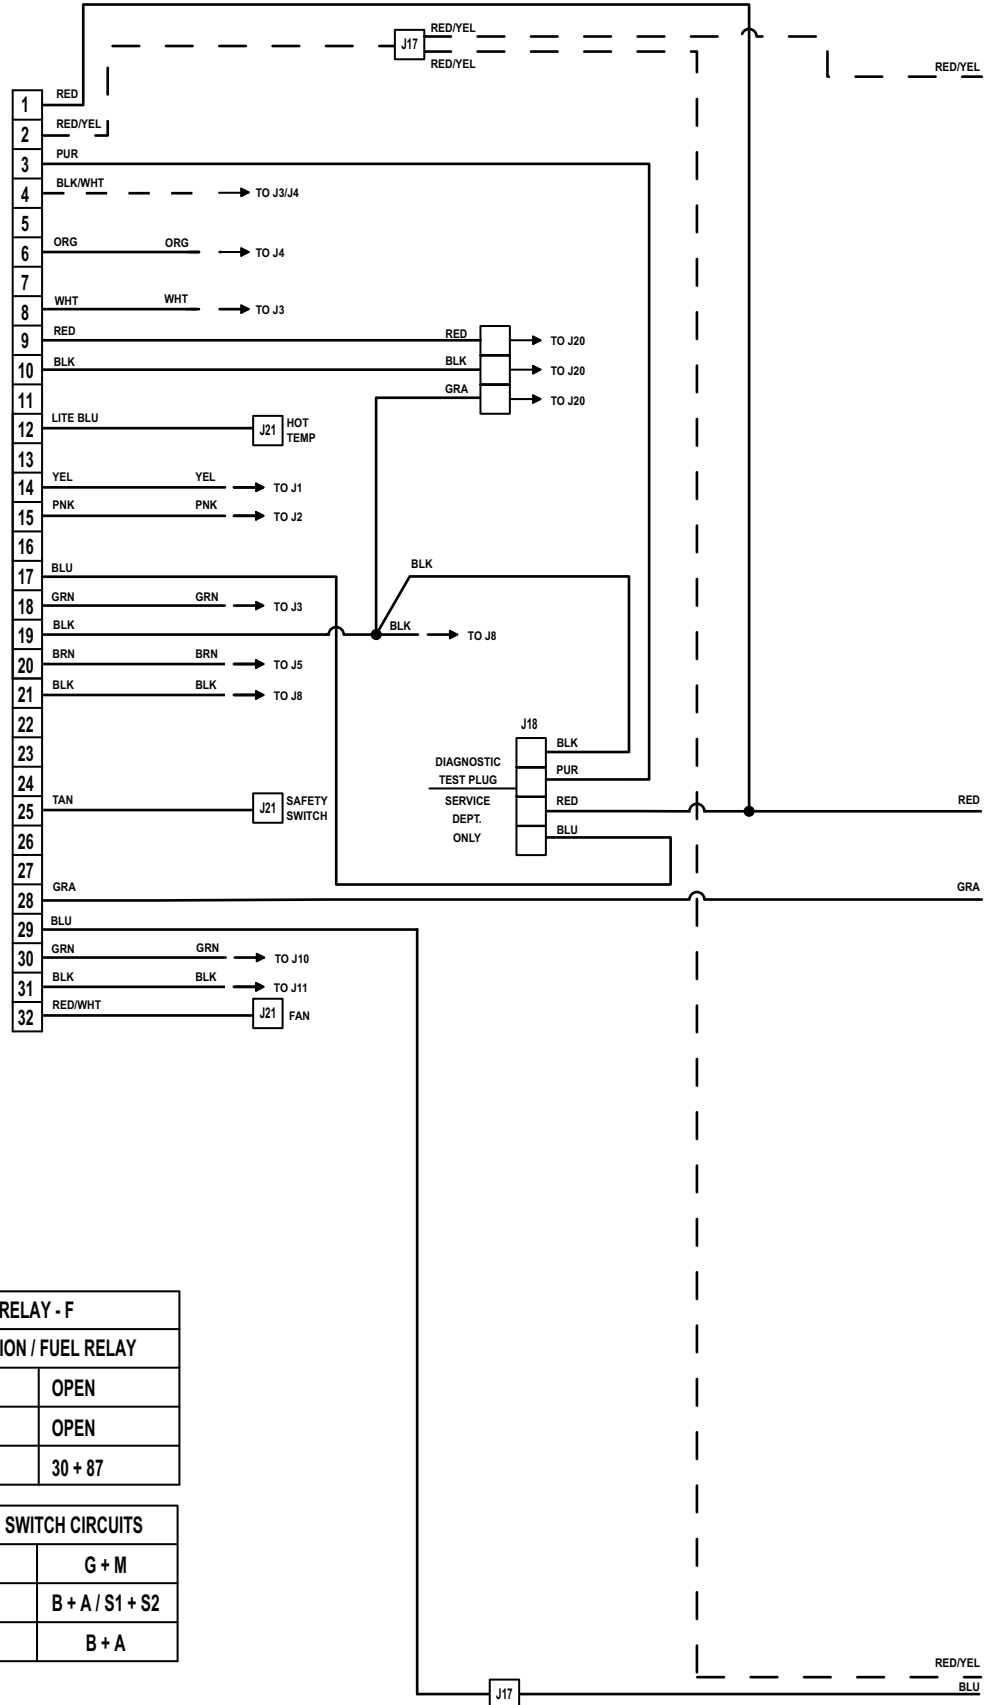 RED/YEL
J17
RED/YEL
RED/YEL
1 RED
2 RED/YEL
3 PUR
4 BLK/WHT TO J3/J4
5
6 ORG ORG TO J4
7
8 WHT WHT TO J3
9 RED RED TO J20
10 BLK BLK TO J20
11 GRA TO J20
12 LITE BLU J21 HOT TEMP
13
14 YEL YEL TO J1
15 PNK PNK TO J2
16
17 BLU BLK
18 GRN GRN TO J3
19 BLK BLK TO J8
20 BRN BRN TO J5
21 BLK BLK TO J8
22
23
24
25 TAN J21 SAFETY SWITCH
26
27
28 GRA GRA
29 BLU
30 GRN GRN TO J10
31 BLK BLK TO J11
32 RED/WHT J21 FAN
J18
DIAGNOSTIC
TEST PLUG
SERVICE
DEPT.
ONLY
BLK
PUR
RED RED
BLU
RELAY - F
ION / FUEL RELAY
OPEN
OPEN
30 + 87
SWITCH CIRCUITS
G + M
B + A / S1 + S2
B + A
RED/YEL
J17 BLU